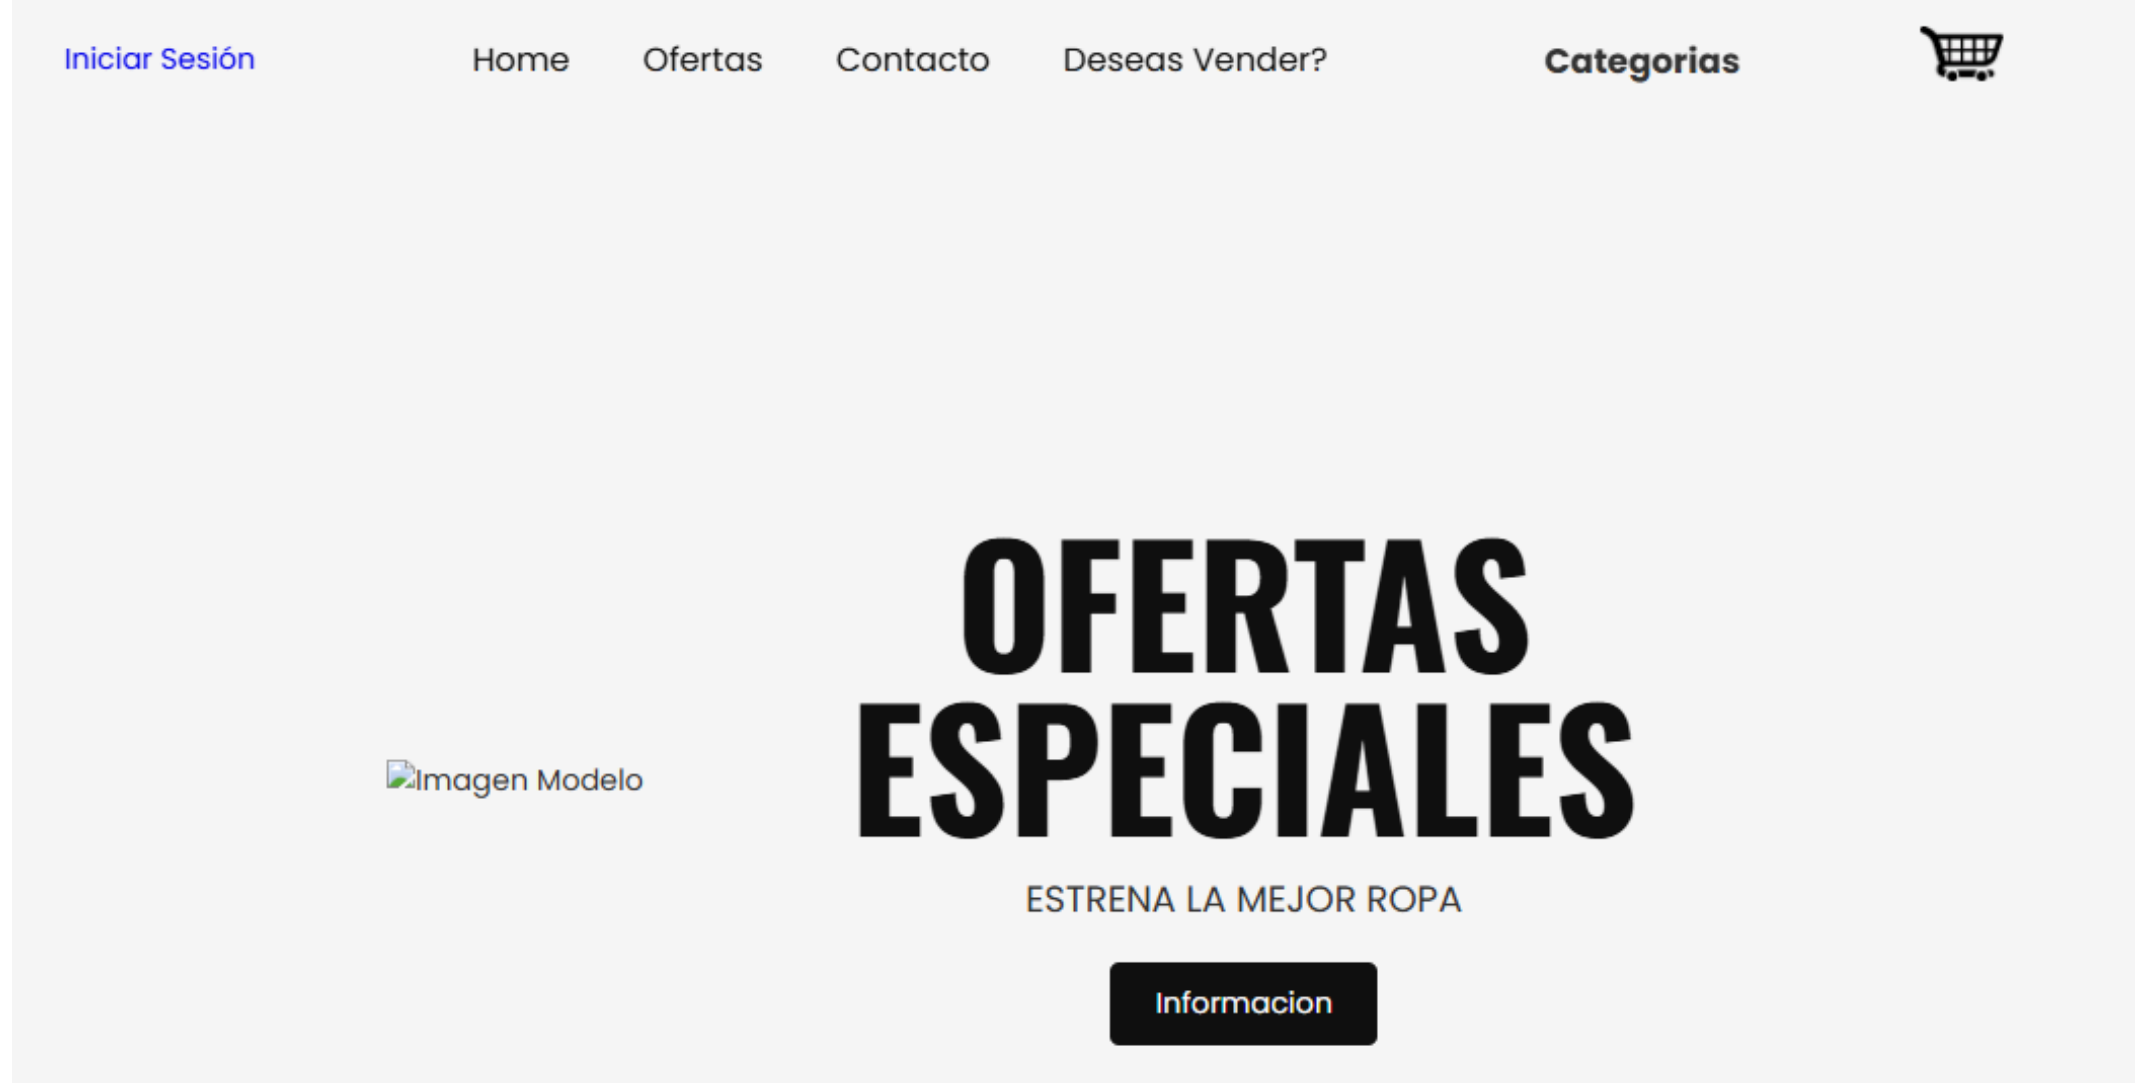 Iniciar Sesión Home Ofertas Contacto Deseas Vender? Categorias
OFERTAS
ESPECIALES
Imagen Modelo
ESTRENA LA MEJOR ROPA
Informacion